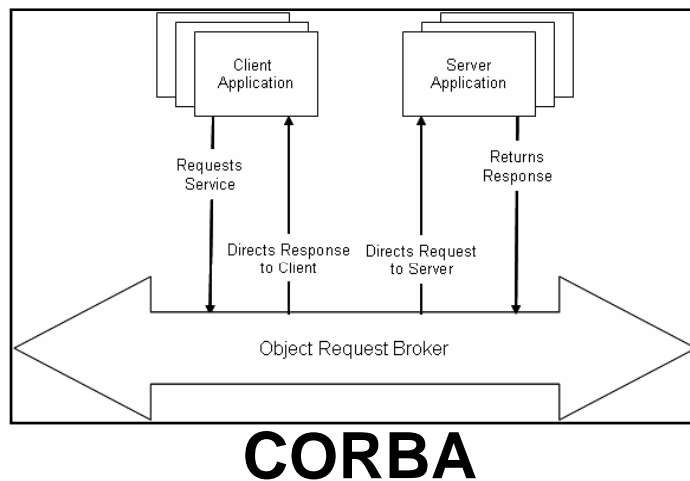 Client
Application
Server
Application
Requests
Service
Returns
Response
Directs Response
to Client
Directs Request
to Server
Object Request Broker
CORBA